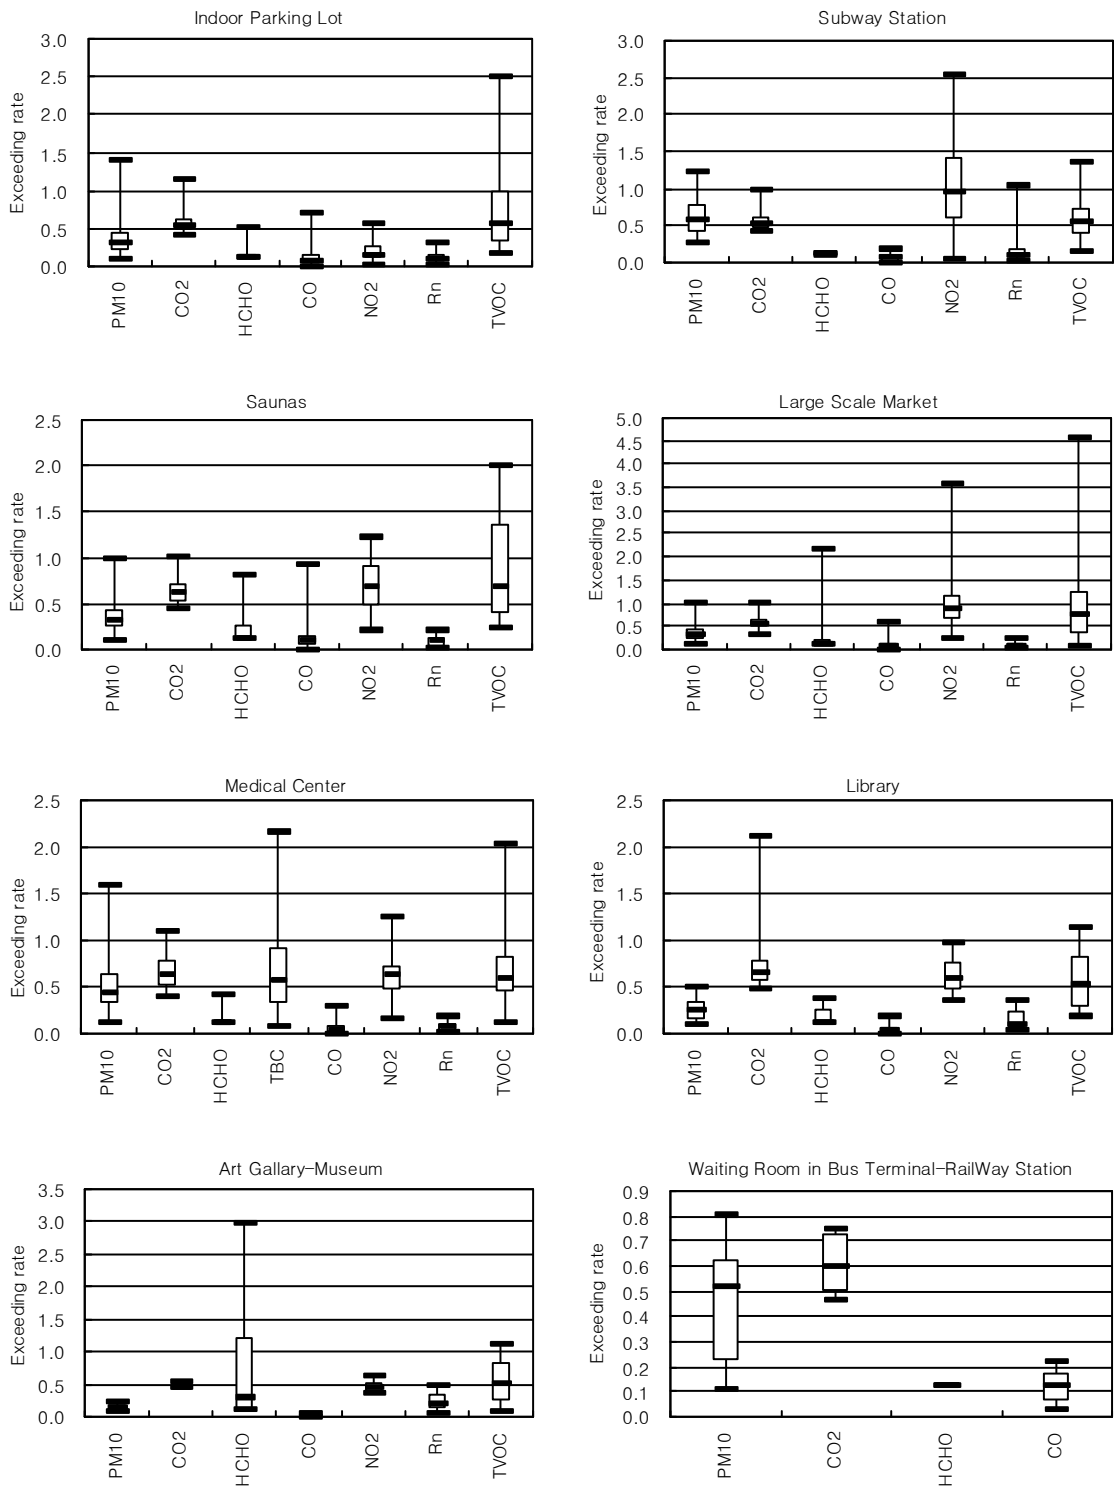 Indoor Parking Lot
Exceeding rate
3.0
2.5
2.0
1.5
1.0
0.5
0.0
PM10 CO2 HCHO CO NO2 Rn TVOC
Subway Station
Exceeding rate
3.0
2.5
2.0
1.5
1.0
0.5
0.0
PM10 CO2 HCHO CO NO2 Rn TVOC
Saunas
Exceeding rate
2.5
2.0
1.5
1.0
0.5
0.0
PM10 CO2 HCHO CO NO2 Rn TVOC
Large Scale Market
Exceeding rate
5.0
4.5
4.0
3.5
3.0
2.5
2.0
1.5
1.0
0.5
0.0
PM10 CO2 HCHO CO NO2 Rn TVOC
Medical Center
Exceeding rate
2.5
2.0
1.5
1.0
0.5
0.0
PM10 CO2 HCHO TBC CO NO2 Rn TVOC
Library
Exceeding rate
2.5
2.0
1.5
1.0
0.5
0.0
PM10 CO2 HCHO CO NO2 Rn TVOC
Art Gallary-Museum
Exceeding rate
3.5
3.0
2.5
2.0
1.5
1.0
0.5
0.0
PM10 CO2 HCHO CO NO2 Rn TVOC
Waiting Room in Bus Terminal-RailWay Station
Exceeding rate
0.9
0.8
0.7
0.6
0.5
0.4
0.3
0.2
0.1
0.0
PM10 CO2 HCHO CO